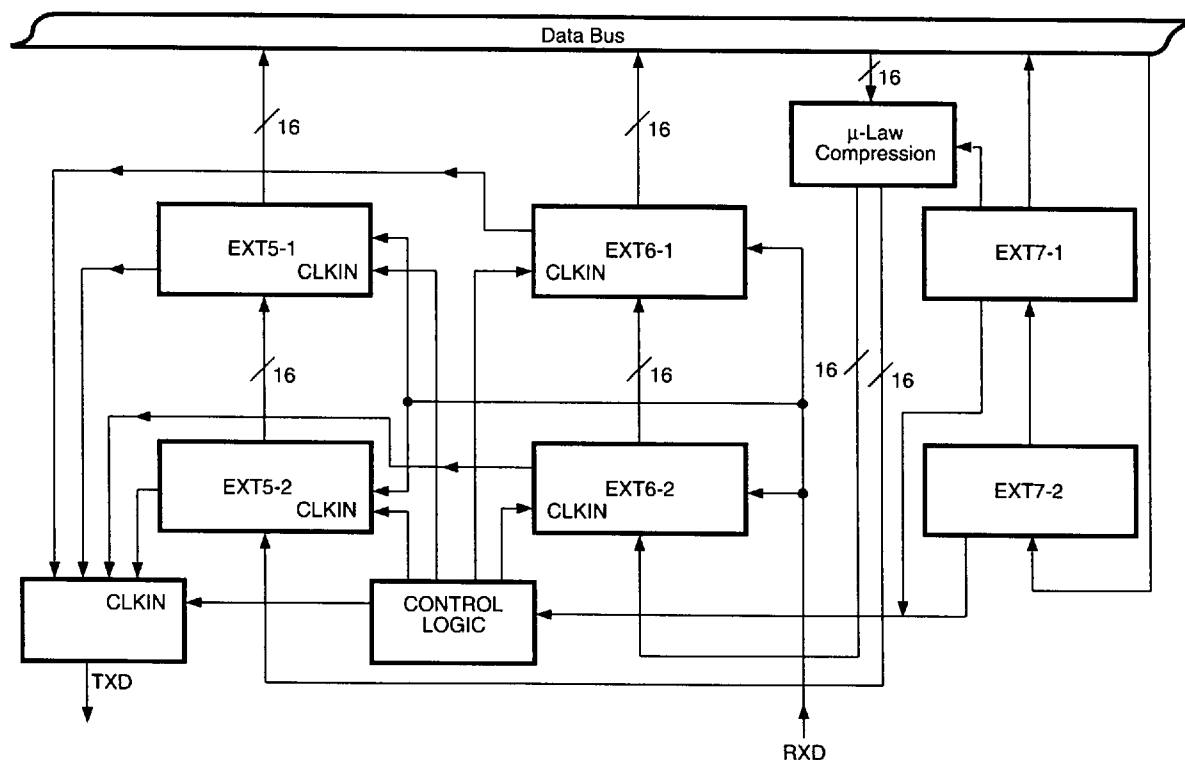 Data Bus
16
16
16
μ-Law
Compression
EXT5-1
CLKIN
EXT6-1
CLKIN
EXT7-1
16
16
16
16
EXT5-2
CLKIN
EXT6-2
CLKIN
EXT7-2
CLKIN
CONTROL
LOGIC
TXD
RXD